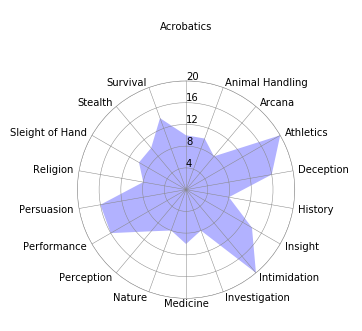 Acrobatics
20
Survival
Animal Handling
16
Stealth
Arcana
12
Sleight of Hand
Athletics
8
4
Religion
Deception
Persuasion
History
Performance
Insight
Perception
Intimidation
Nature
Investigation
Medicine